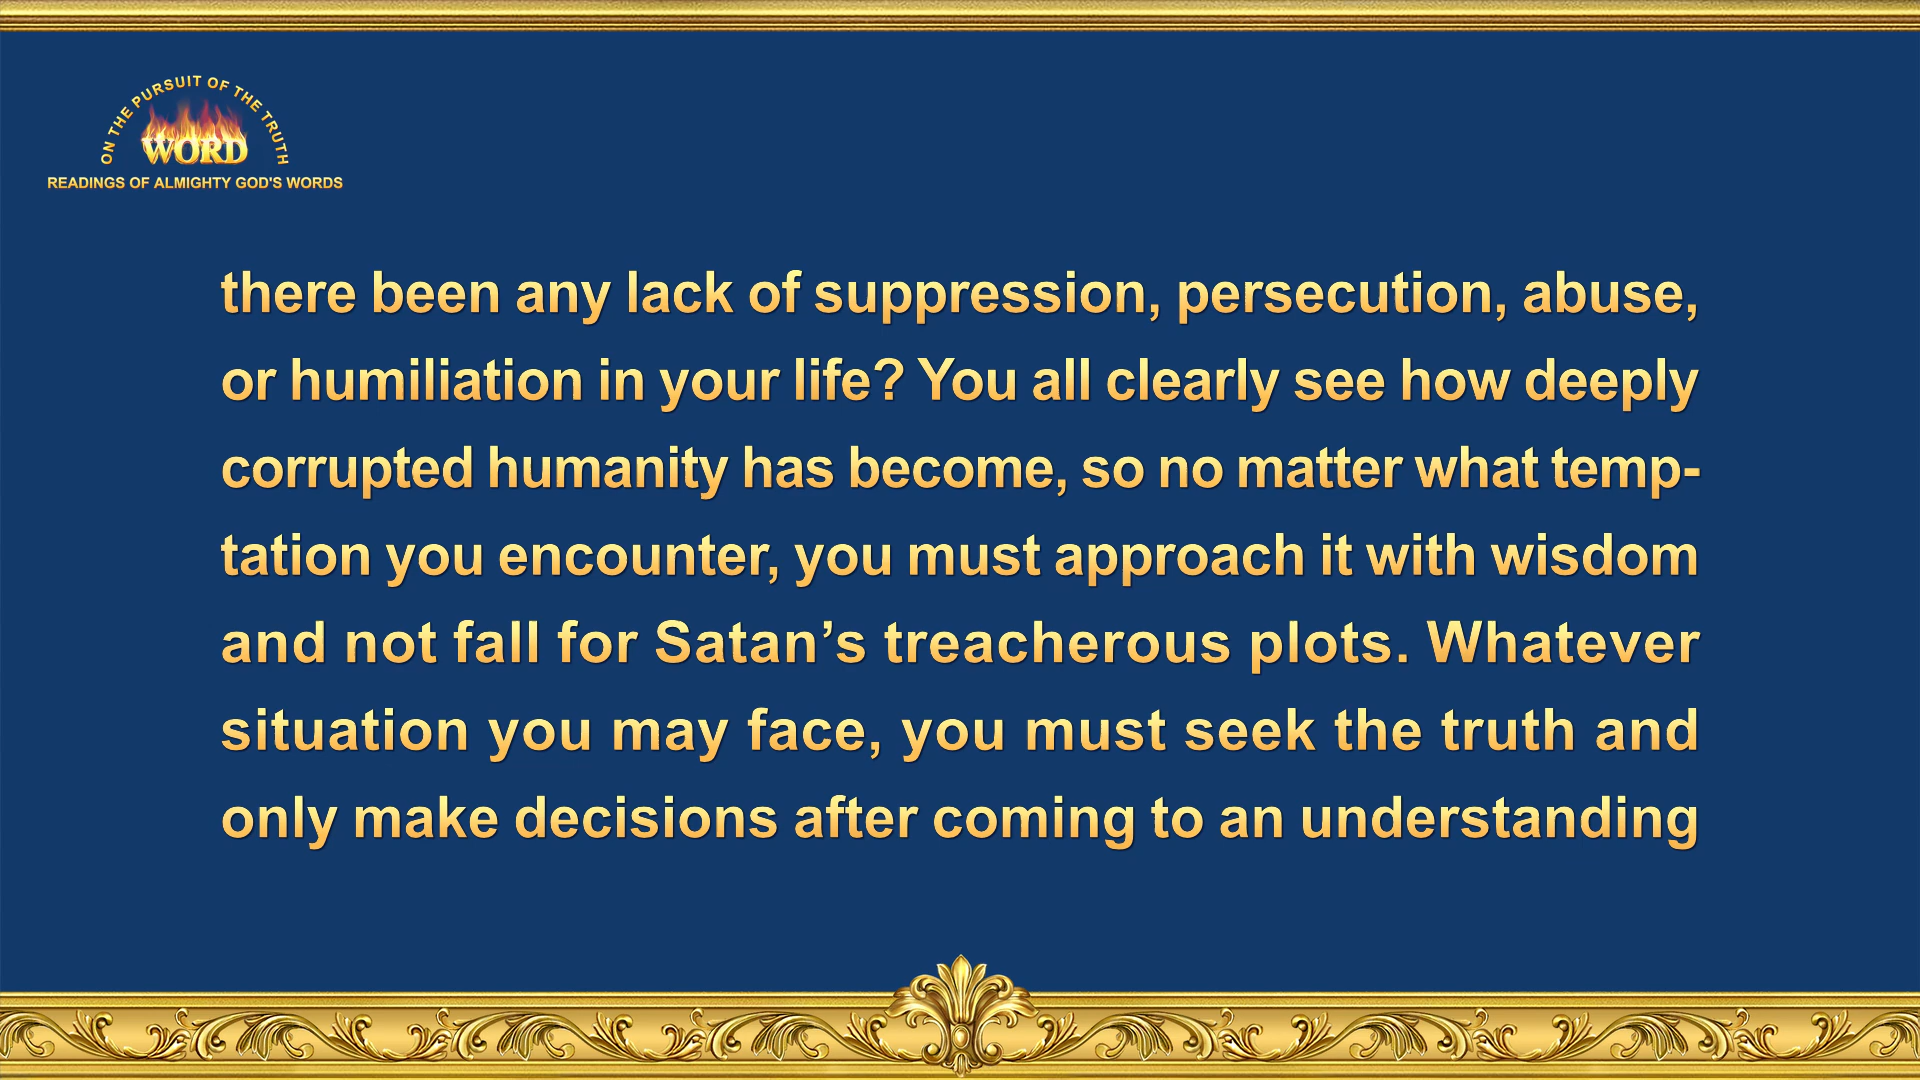 ON THE PURSUIT OF THE TRUTH
WORD
READINGS OF ALMIGHTY GOD'S WORDS
there been any lack of suppression, persecution, abuse,
or humiliation in your life? You all clearly see how deeply
corrupted humanity has become, so no matter what temp-
tation you encounter, you must approach it with wisdom
and not fall for Satan’s treacherous plots. Whatever
situation you may face, you must seek the truth and
only make decisions after coming to an understanding